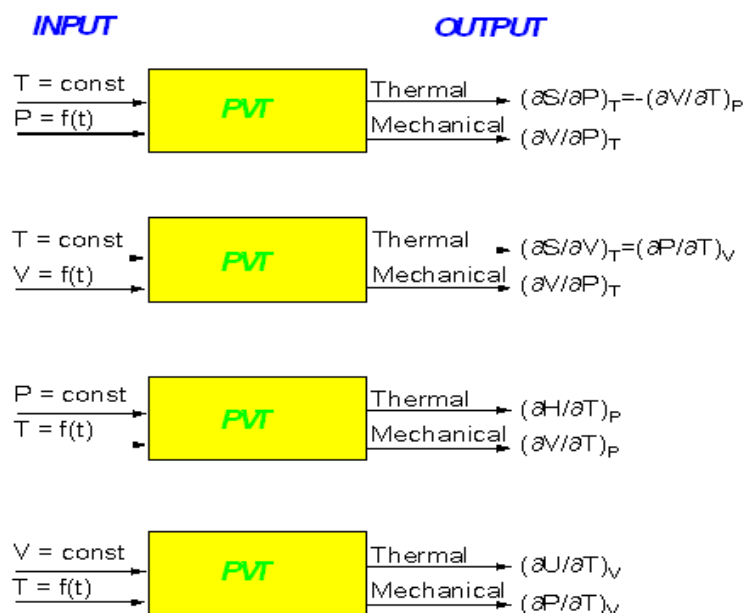 INPUT OUTPUT
T = const Thermal (∂S/∂P)T=-(∂V/∂T)P
P = f(t) PVT Mechanical (∂V/∂P)T
T = const Thermal (∂S/∂V)T=(∂P/∂T)V
V = f(t) PVT Mechanical (∂V/∂P)T
P = const Thermal (∂H/∂T)P
T = f(t) PVT Mechanical (∂V/∂T)P
V = const Thermal (∂U/∂T)V
T = f(t) PVT Mechanical (∂P/∂T)V